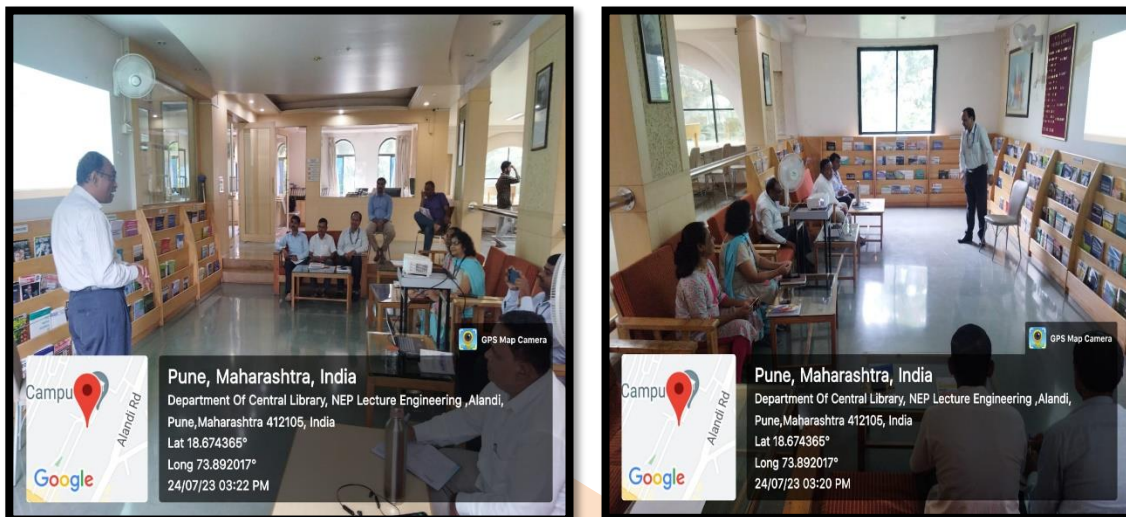 GPS Map Camera
Campu
Alandi Rd
Google
Pune, Maharashtra, India
Department Of Central Library, NEP Lecture Engineering ,Alandi,
Pune,Maharashtra 412105, India
Lat 18.674365°
Long 73.892017°
24/07/23 03:22 PM
GPS Map Camera
Campu
Alandi Rd
Google
Pune, Maharashtra, India
Department Of Central Library, NEP Lecture Engineering ,Alandi,
Pune,Maharashtra 412105, India
Lat 18.674365°
Long 73.892017°
24/07/23 03:20 PM